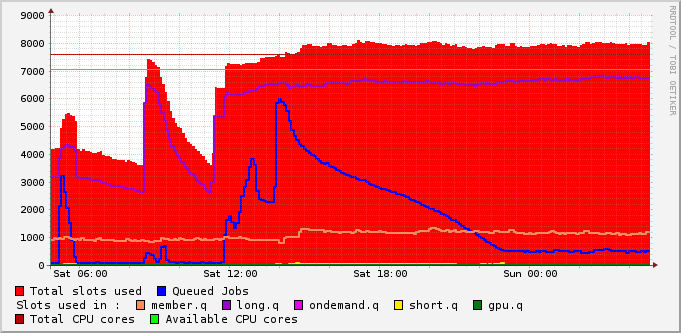 9000
8000
7000
6000
5000
4000
3000
2000
1000
0
Sat 06:00 Sat 12:00 Sat 18:00 Sun 00:00
RRDTOOL / TOBI OETIKER
Total slots used Queued Jobs
Slots used in : member.q long.q ondemand.q short.q gpu.q
Total CPU cores Available CPU cores